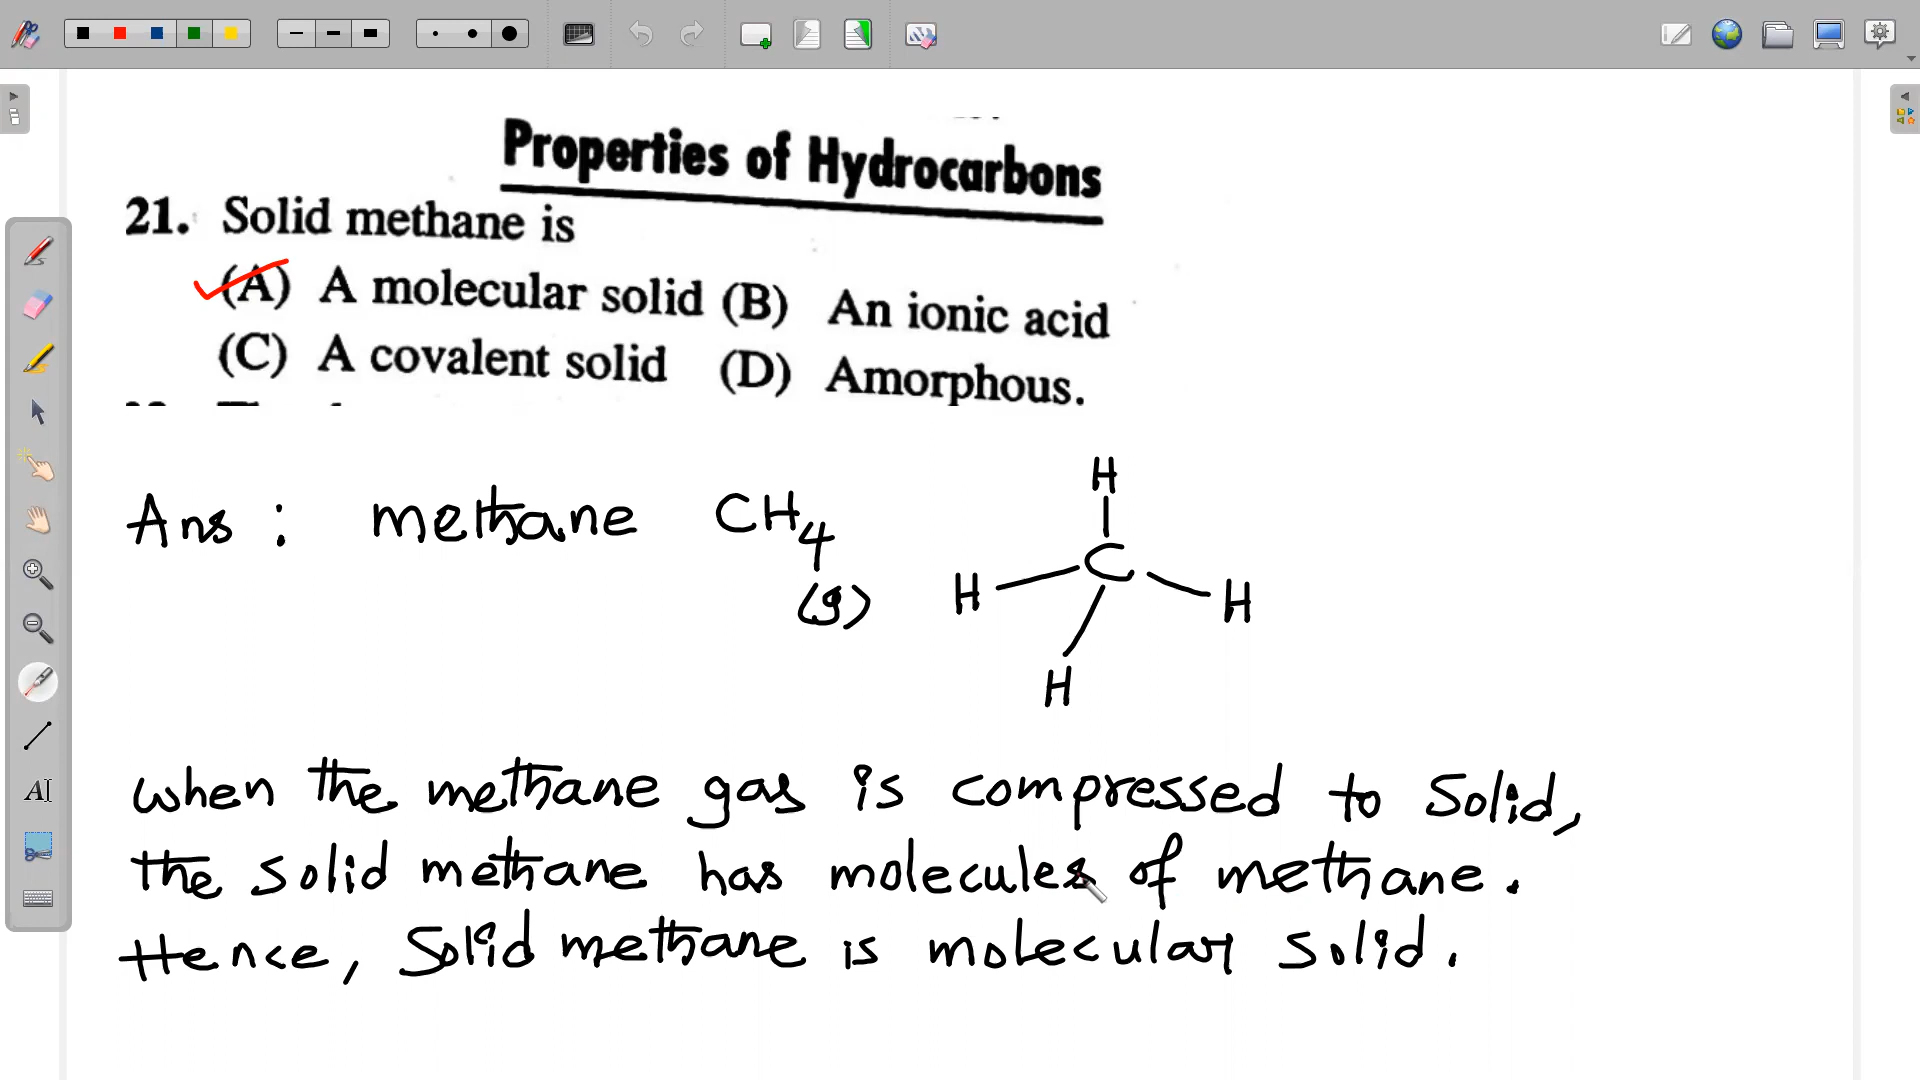 Properties of Hydrocarbons
21. Solid methane is
(A) A molecular solid (B) An ionic acid
(C) A covalent solid (D) Amorphous.
Ans : methane CH4 (g)
H
C
H H
H
when the methane gas is compressed to solid,
the solid methane has molecules of methane.
Hence, Solid methane is molecular solid.
AI